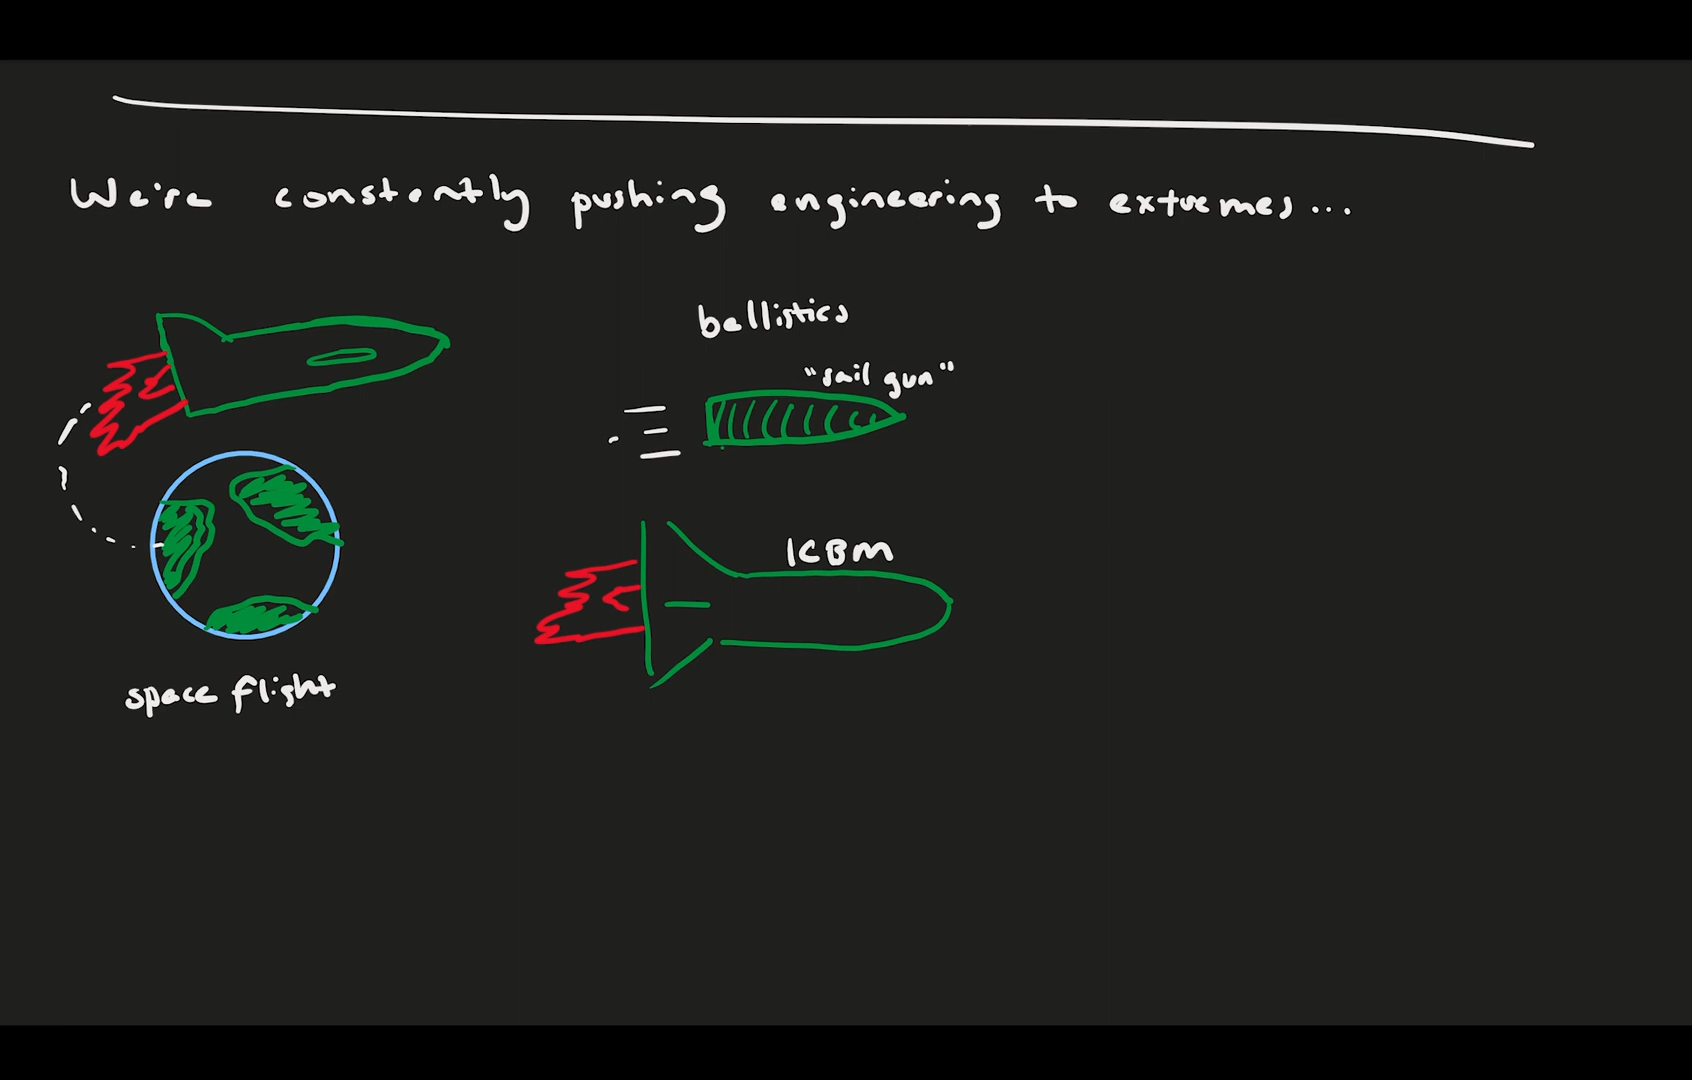 We're constantly pushing engineering to extremes...
ballistics
"rail gun"
ICBM
space flight